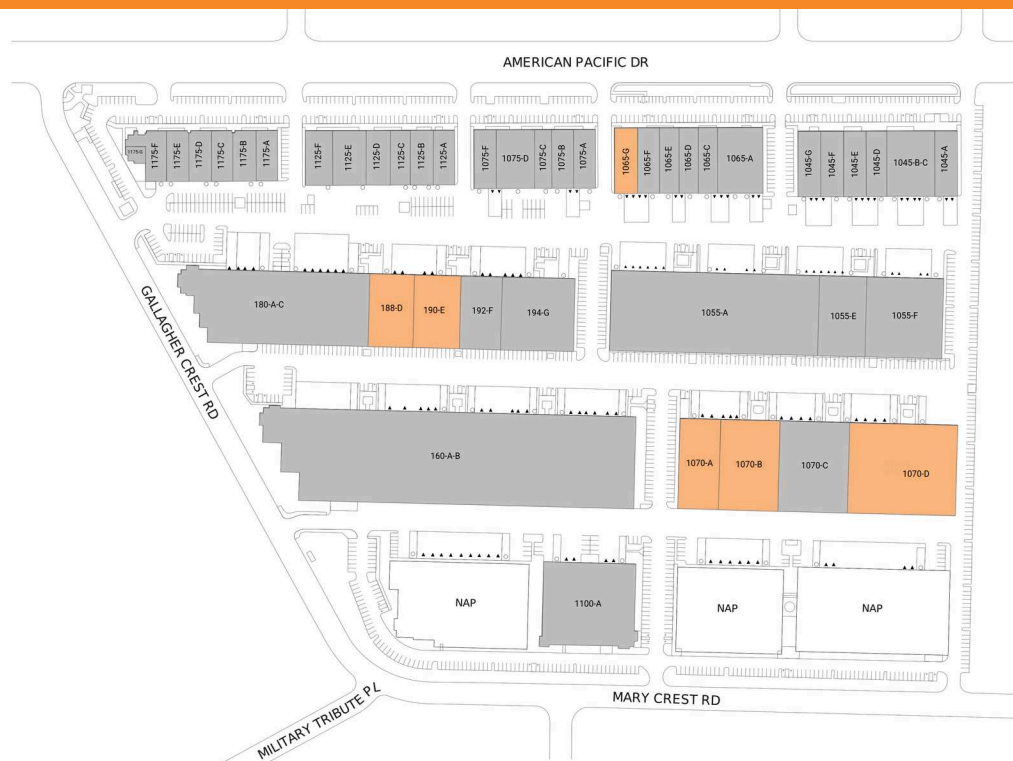 AMERICAN PACIFIC DR
1175-G
1175-F
1175-E
1175-D
1175-C
1175-B
1175-A
1125-F
1125-E
1125-D
1125-C
1125-B
1125-A
1075-F
1075-D
1075-C
1075-B
1075-A
1065-G
1065-F
1065-E
1065-D
1065-C
1065-A
1045-G
1045-F
1045-E
1045-D
1045-B-C
1045-A
GALLAGHER CREST RD
180-A-C
188-D
190-E
192-F
194-G
1055-A
1055-E
1055-F
160-A-B
1070-A
1070-B
1070-C
1070-D
NAP
1100-A
NAP
NAP
MILITARY TRIBUTE PL
MARY CREST RD